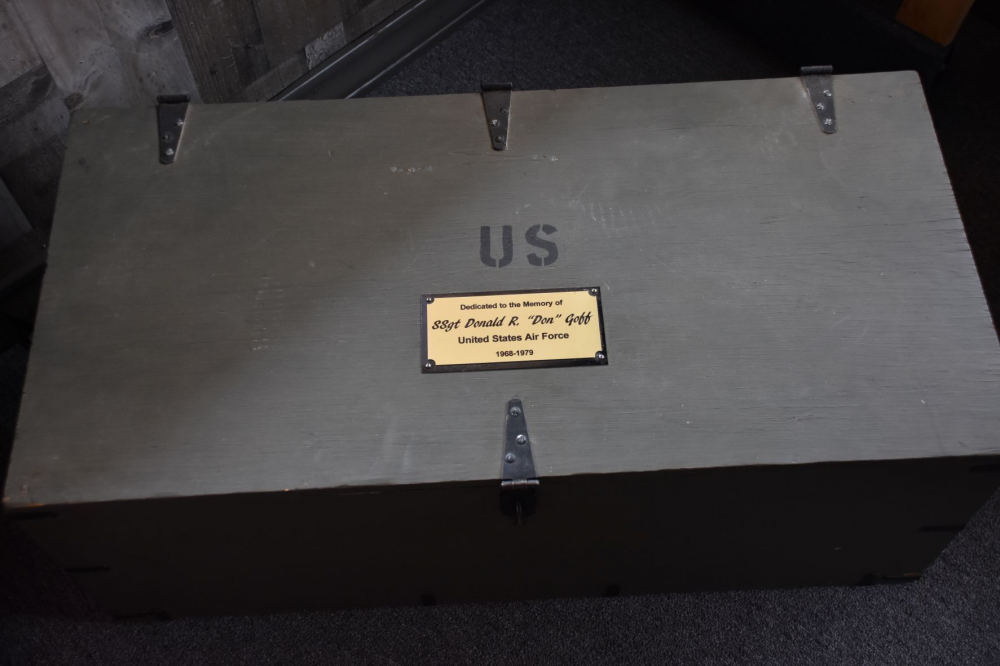 US
Dedicated to the Memory of
SSgt Donald R. "Don" Goff
United States Air Force
1968-1979